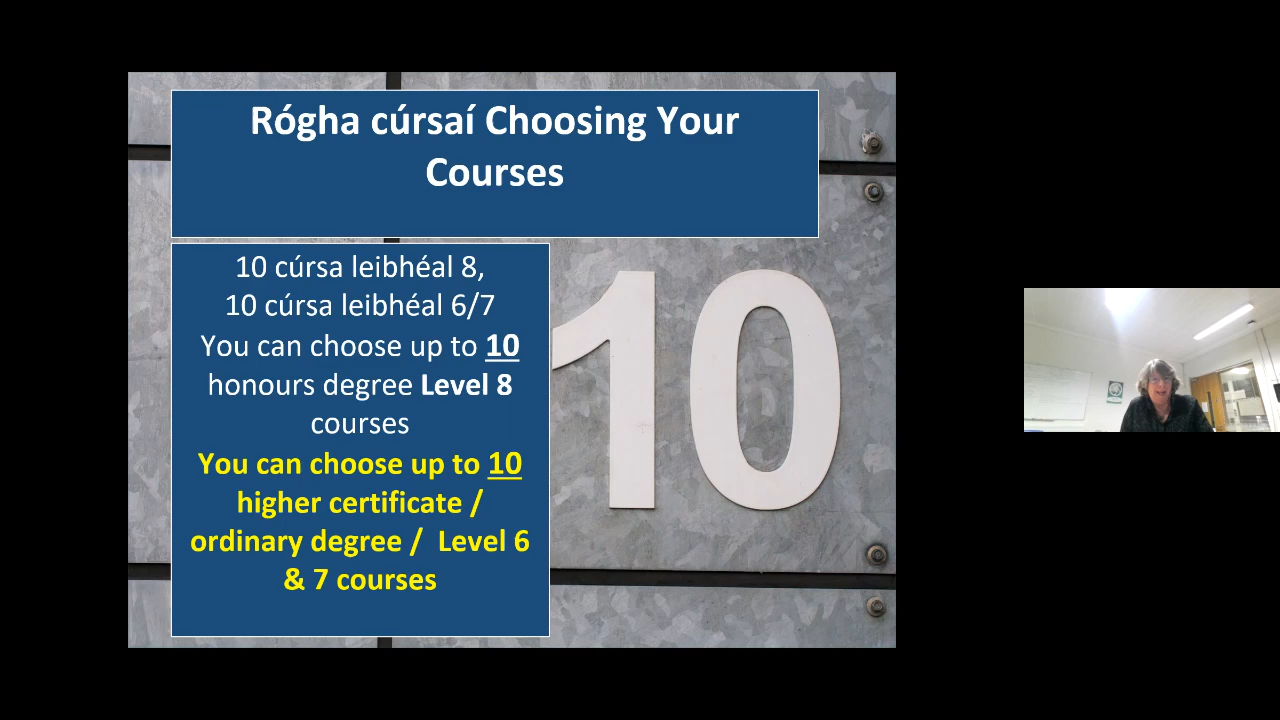 Rógha cúrsaí Choosing Your
Courses
10 cúrsa leibhéal 8,
10 cúrsa leibhéal 6/7
You can choose up to 10
honours degree Level 8
courses
You can choose up to 10
higher certificate /
ordinary degree / Level 6
& 7 courses
10